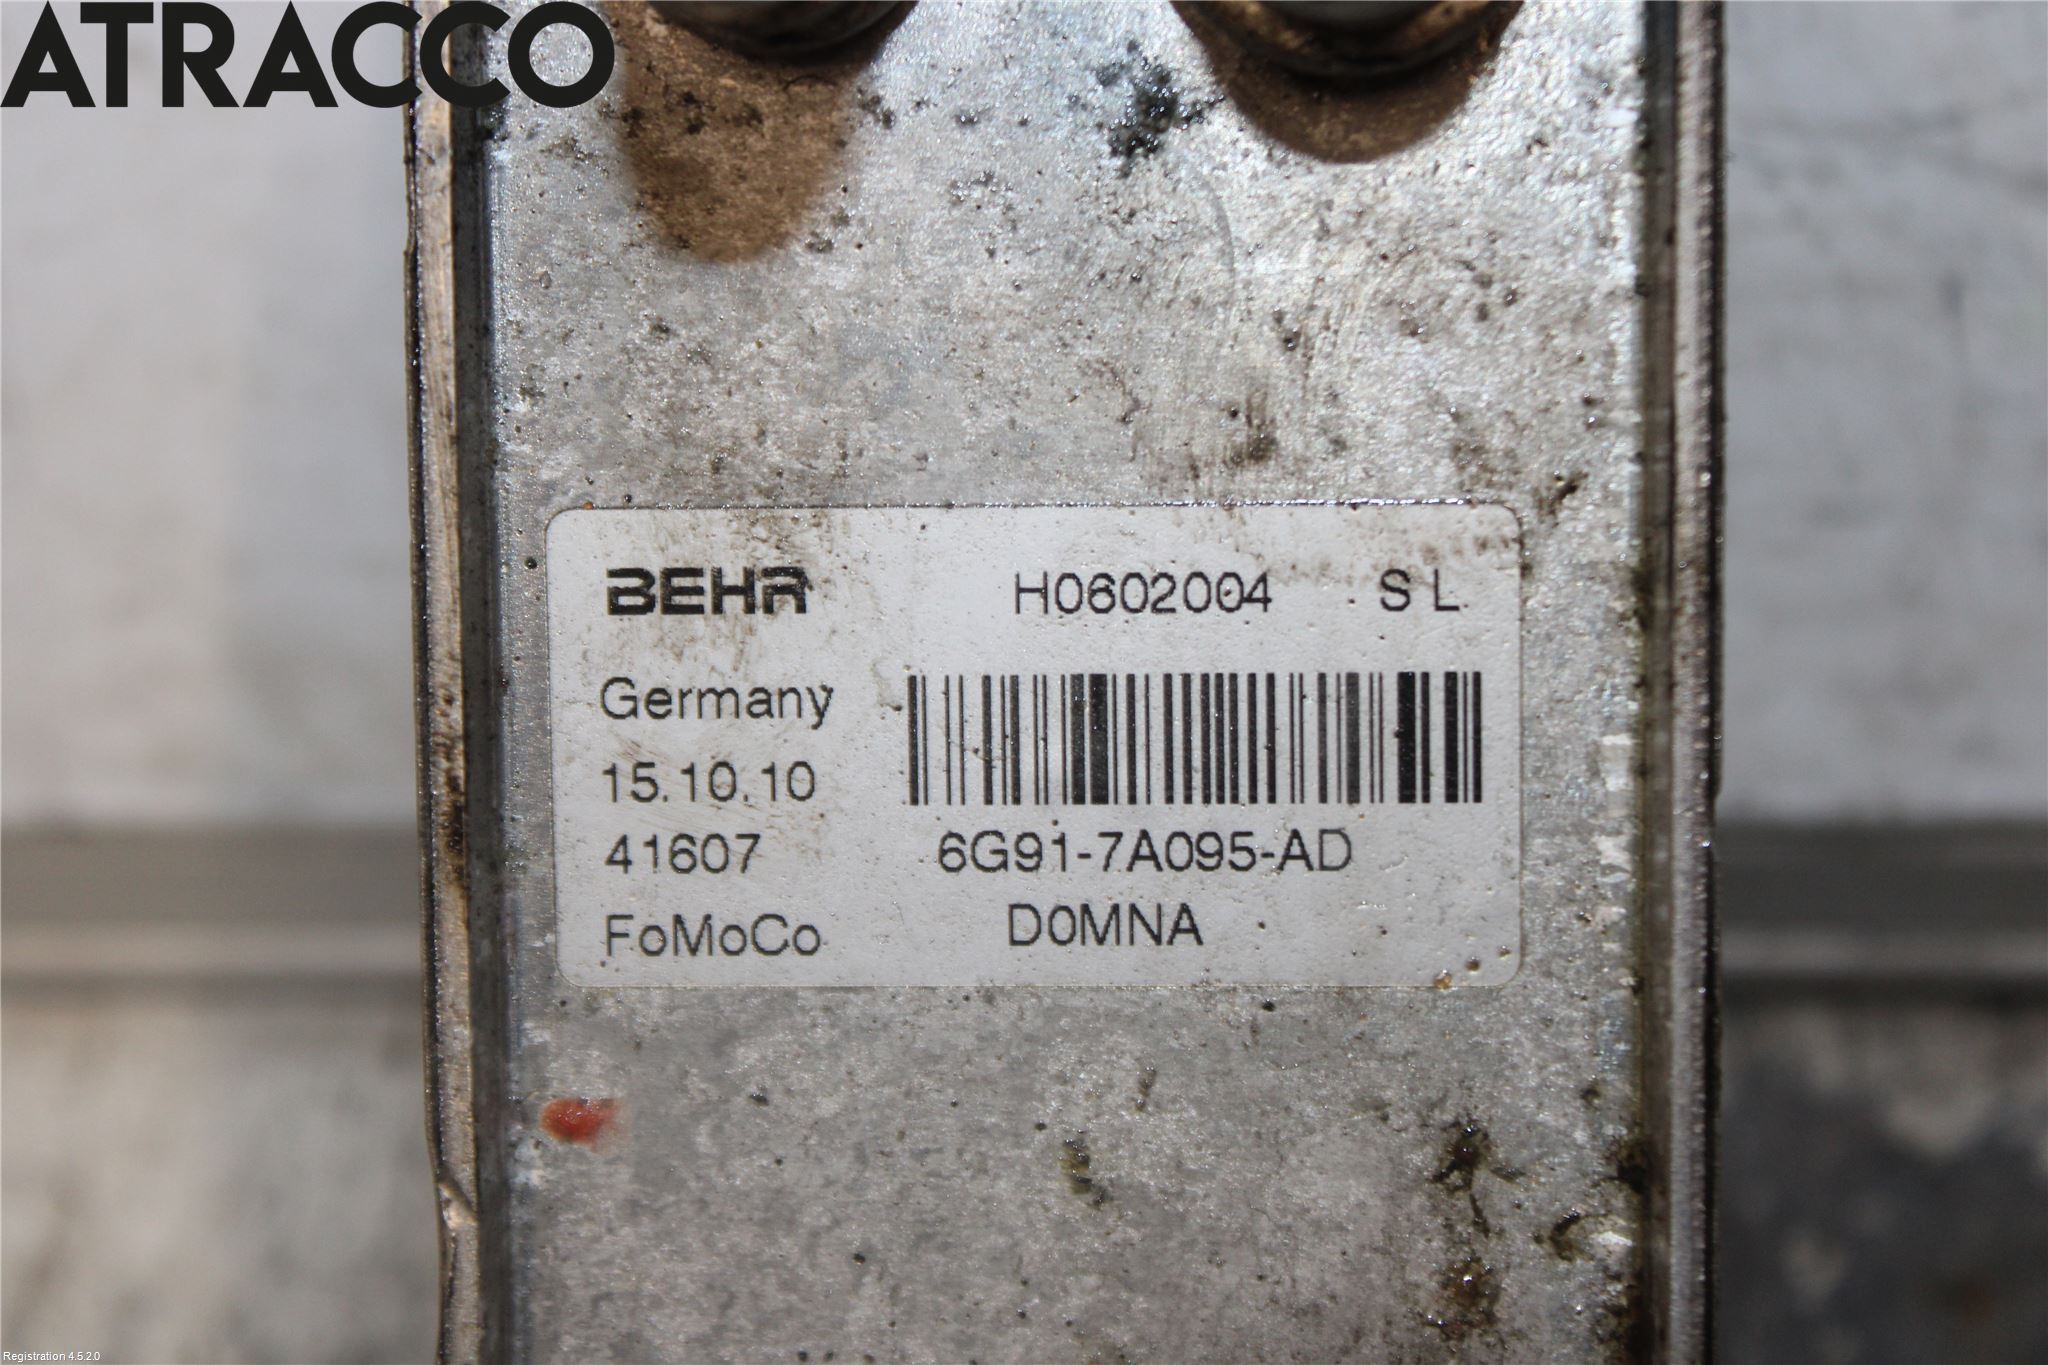 ATRACCO
BEHR H0602004 S L
Germany
15.10.10
41607 6G91-7A095-AD
FoMoCo D0MNA
Registration 4.5.2.0